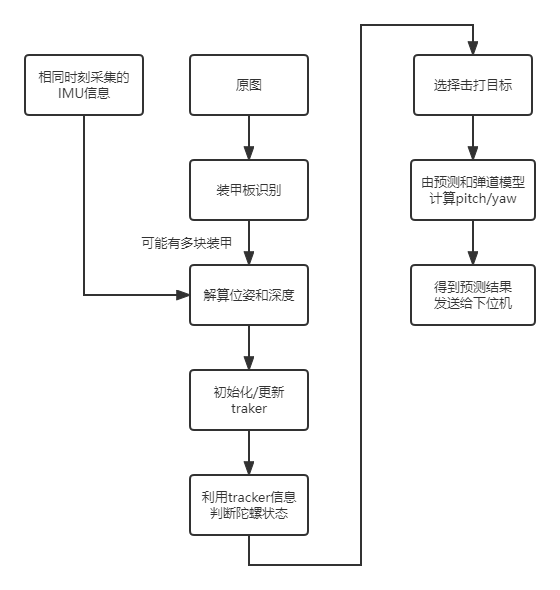 相同时刻采集的
IMU信息
原图
装甲板识别
可能有多块装甲
解算位姿和深度
初始化/更新
traker
利用tracker信息
判断陀螺状态
选择击打目标
由预测和弹道模型
计算pitch/yaw
得到预测结果
发送给下位机